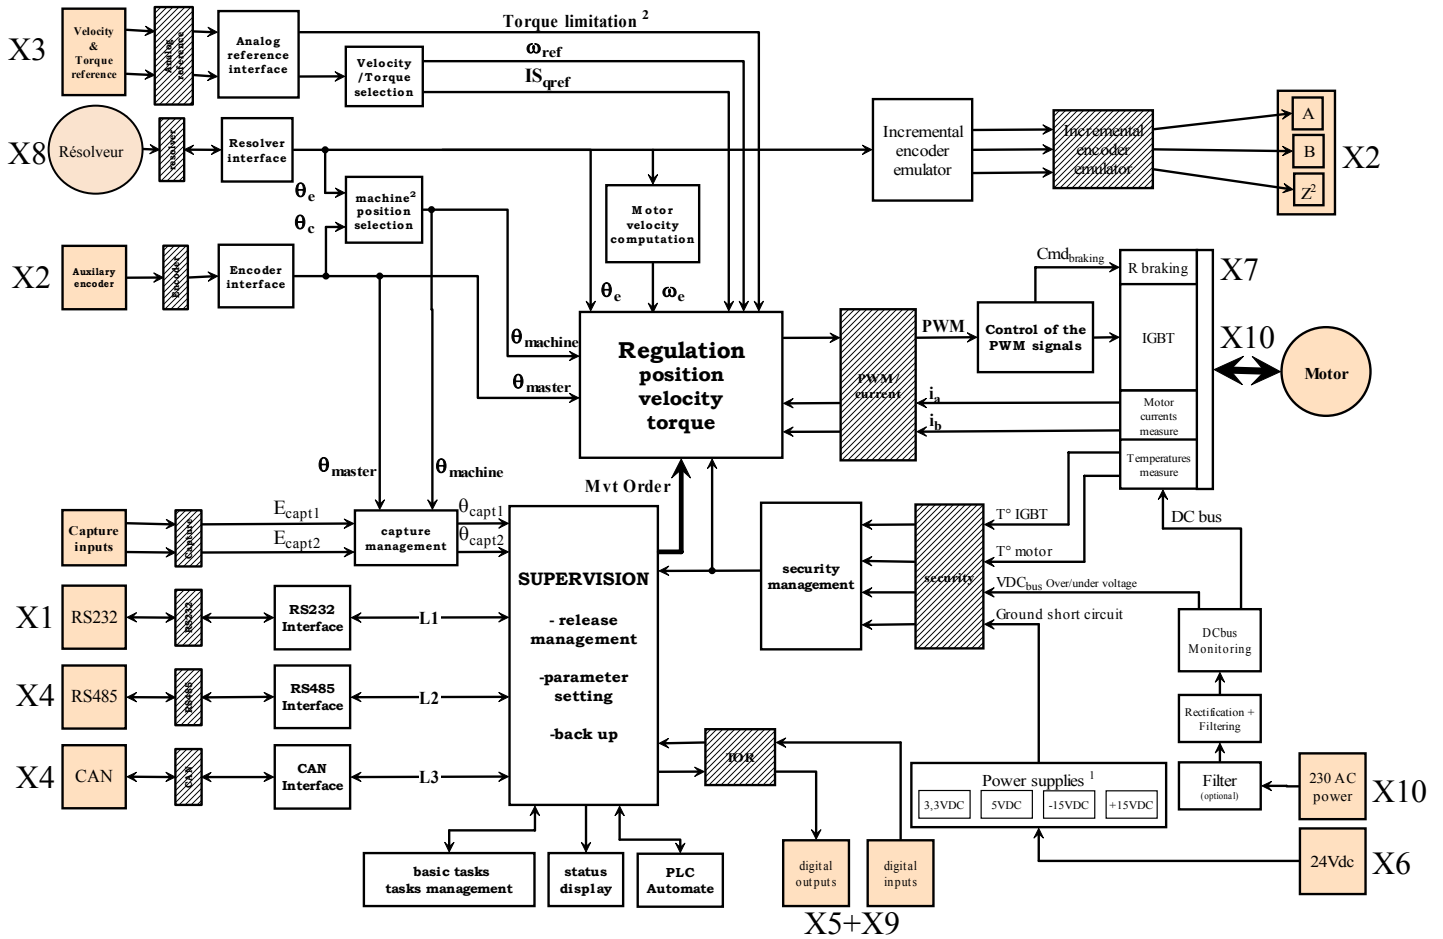 Torque limitation 2
ωref
ISqref
X3
Velocity
&
Torque
reference
Analog
reference
Analog
reference
interface
Velocity
/Torque
selection
X8
Résolveur
resolver
Resolver
interface
Incremental
encoder
emulator
Incremental
encoder
emulator
A
B
Z2
X2
θe
θc
machine2
position
selection
Motor
velocity
computation
X2
Auxilary
encoder
Encoder
Encoder
interface
θe
ωe
Cmdbraking
R braking
X7
θmachine
θmaster
Regulation
position
velocity
torque
PWM /
current
PWM
Control of the
PWM signals
IGBT
X10
Motor
ia
ib
Motor
currents
measure
Temperatures
measure
θmaster
θmachine
Mvt Order
DC bus
Capture
inputs
Capture
Ecapt1
Ecapt2
capture
management
θcapt1
θcapt2
SUPERVISION
- release
management
-parameter
setting
-back up
security
management
security
T° IGBT
T° motor
VDCbus Over/under voltage
Ground short circuit
X1
RS232
RS232
RS232
Interface
L1
DCbus
Monitoring
X4
RS485
RS485
RS485
Interface
L2
Rectification +
Filtering
X4
CAN
CAN
CAN
Interface
L3
TOR
Power supplies 1
3,3VDC
5VDC
-15VDC
+15VDC
Filter
(optional)
230 AC
power
X10
basic tasks
tasks management
status
display
PLC
Automate
digital
outputs
digital
inputs
X5+X9
24Vdc
X6